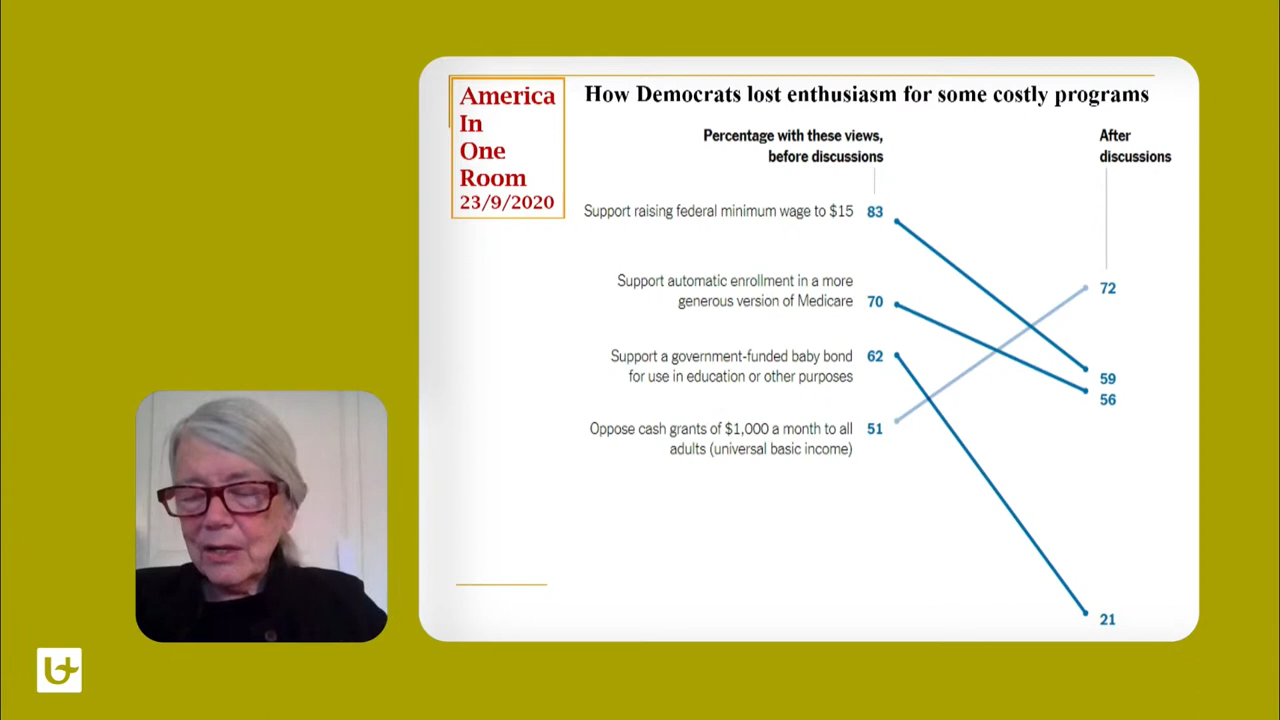 America
In
One
Room
23/9/2020
How Democrats lost enthusiasm for some costly programs
Percentage with these views,
before discussions
After
discussions
Support raising federal minimum wage to $15 83
72
Support automatic enrollment in a more
generous version of Medicare 70
Support a government-funded baby bond 62
for use in education or other purposes
59
56
Oppose cash grants of $1,000 a month to all 51
adults (universal basic income)
21